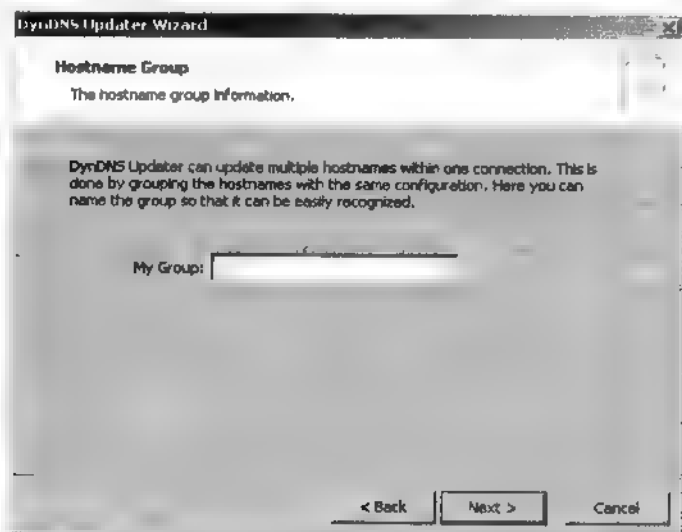 DynDNS Updater Wizard
Hostname Group
The hostname group information.
DynDNS Updater can update multiple hostnames within one connection. This is
done by grouping the hostnames with the same configuration. Here you can
name the group so that it can be easily recognized.
My Group:
< Back
Next >
Cancel